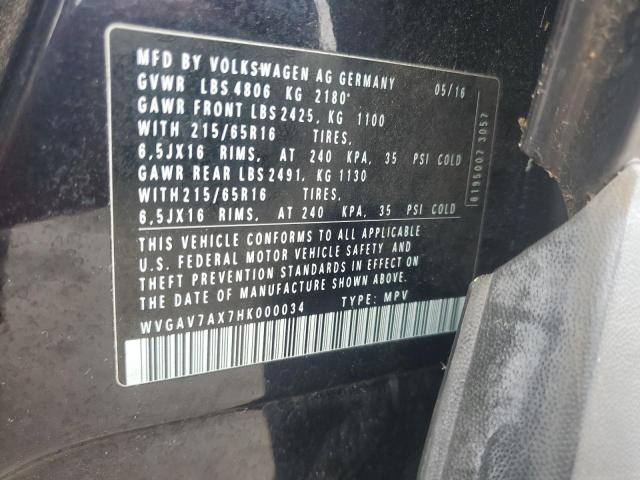 MFD BY VOLKSWAGEN AG GERMANY 05/16
GVWR LBS 4806 KG 2180*
GAWR FRONT LBS 2425, KG 1100
WITH 215/65R16 TIRES,
6,5JX16 RIMS, AT 240 KPA, 35 PSI COLD
GAWR REAR LBS 2491, KG 1130
WITH 215/65R16 TIRES,
6,5JX16 RIMS, AT 240 KPA, 35 PSI COLD
THIS VEHICLE CONFORMS TO ALL APPLICABLE
U.S. FEDERAL MOTOR VEHICLE SAFETY AND
THEFT PREVENTION STANDARDS IN EFFECT ON
THE DATE OF MANUFACTURE SHOWN ABOVE.
WVGAV7AX7HK000034 TYPE: MPV
8195007 3057